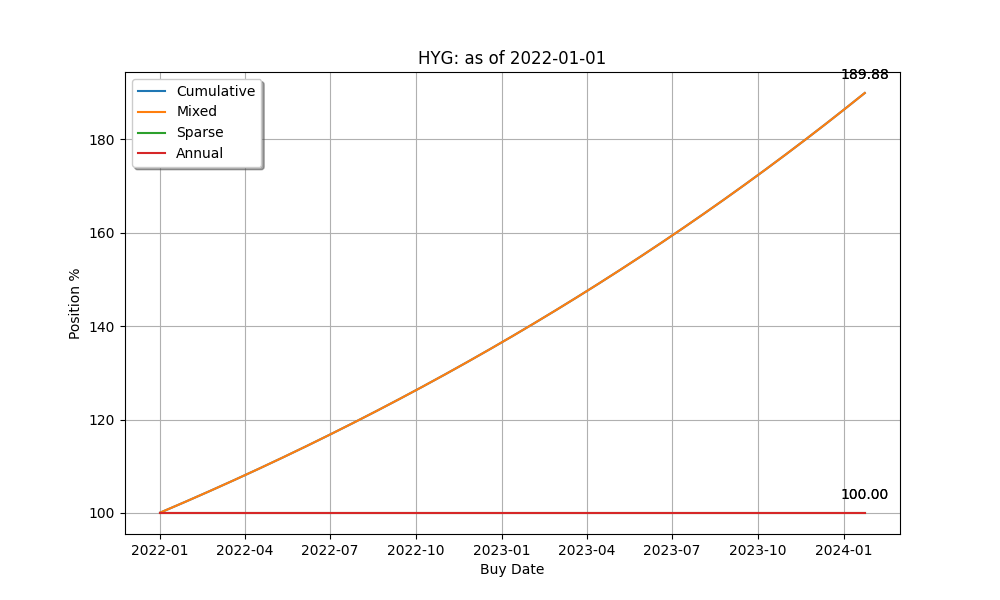 HYG: as of 2022-01-01
189.88
Cumulative
Mixed
Sparse
Annual
180
160
140
120
100
Position %
100.00
2022-01 2022-04 2022-07 2022-10 2023-01 2023-04 2023-07 2023-10 2024-01
Buy Date